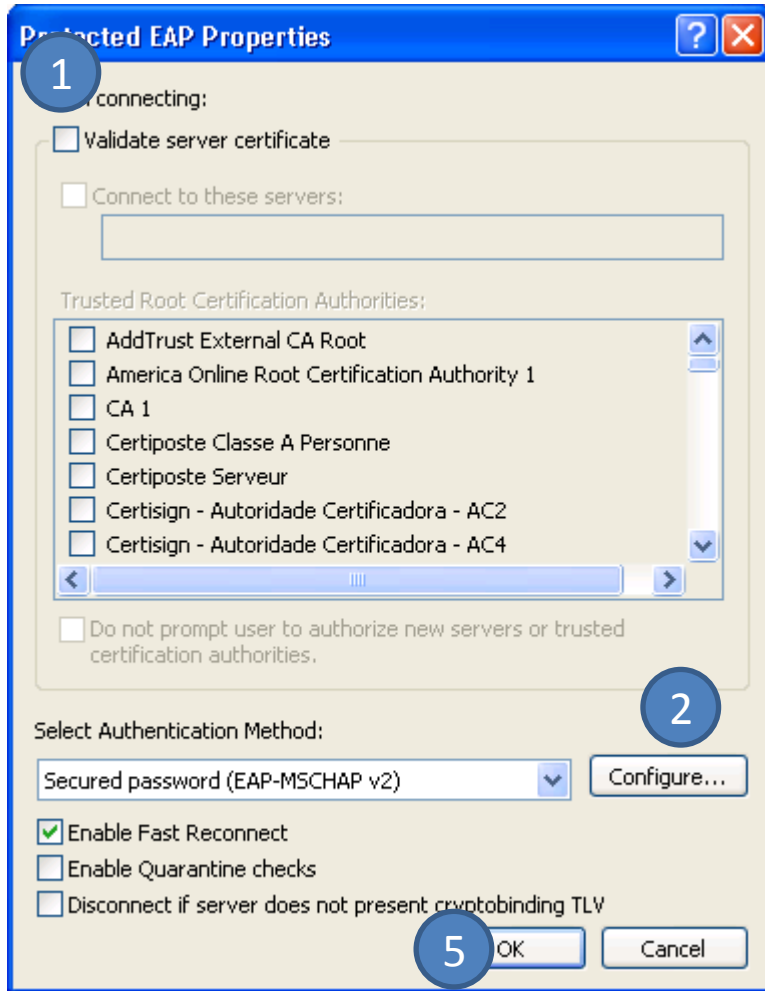 Protected EAP Properties
1
connecting:
Validate server certificate
Connect to these servers:
Trusted Root Certification Authorities:
AddTrust External CA Root
America Online Root Certification Authority 1
CA 1
Certiposte Classe A Personne
Certiposte Serveur
Certisign - Autoridade Certificadora - AC2
Certisign - Autoridade Certificadora - AC4
Do not prompt user to authorize new servers or trusted
certification authorities.
2
Select Authentication Method:
Secured password (EAP-MSCHAP v2)
Configure...
Enable Fast Reconnect
Enable Quarantine checks
Disconnect if server does not present cryptobinding TLV
5
OK
Cancel